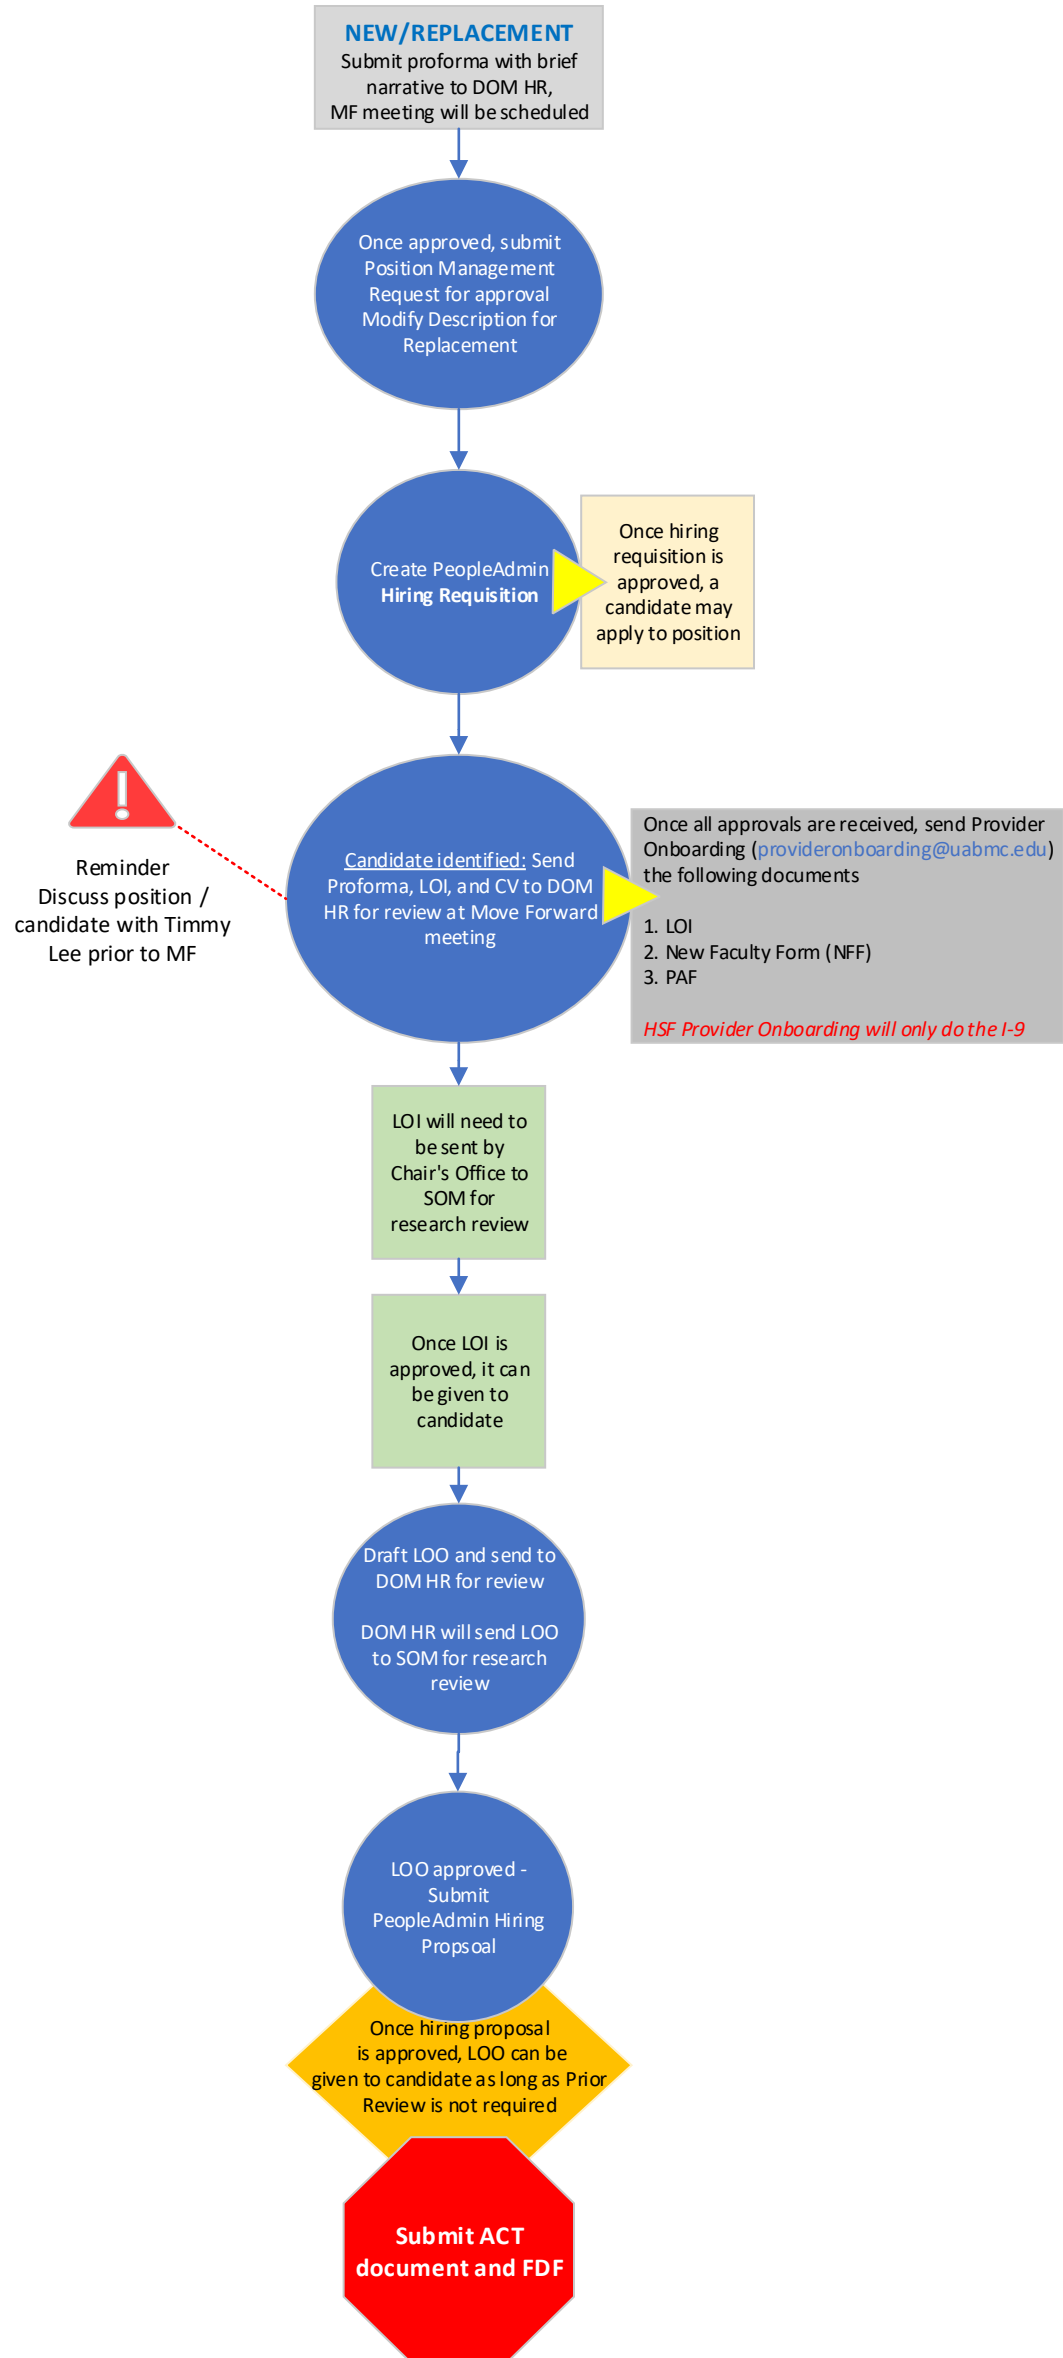 NEW/REPLACEMENT
Submit proforma with brief
narrative to DOM HR,
MF meeting will be scheduled
Once approved, submit
Position Management
Request for approval
Modify Description for
Replacement
Create PeopleAdmin
Hiring Requisition
Once hiring
requisition is
approved, a
candidate may
apply to position
Reminder
Discuss position /
candidate with Timmy
Lee prior to MF
Candidate identified: Send
Proforma, LOI, and CV to DOM
HR for review at Move Forward
meeting
Once all approvals are received, send Provider
Onboarding (provideronboarding@uabmc.edu)
the following documents
1. LOI
2. New Faculty Form (NFF)
3. PAF
HSF Provider Onboarding will only do the I-9
LOI will need to
be sent by
Chair's Office to
SOM for
research review
Once LOI is
approved, it can
be given to
candidate
Draft LOO and send to
DOM HR for review
DOM HR will send LOO
to SOM for research
review
LOO approved -
Submit
PeopleAdmin Hiring
Propsoal
Once hiring proposal
is approved, LOO can be
given to candidate as long as Prior
Review is not required
Submit ACT
document and FDF